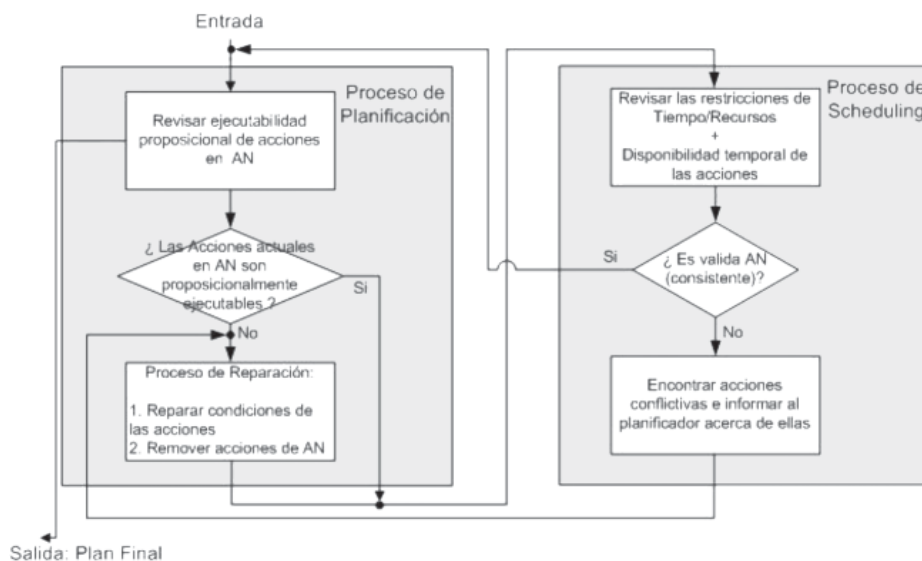 Entrada
Proceso de
Planificación
Revisar ejecutabilidad
proposicional de acciones
en AN
¿ Las Acciones actuales
en AN son
proposicionalmente
ejecutables ?
Si
No
Proceso de Reparación:
1. Reparar condiciones de
las acciones
2. Remover acciones de AN
Salida: Plan Final
Proceso de
Scheduling
Revisar las restricciones de
Tiempo/Recursos
+
Disponibilidad temporal de
las acciones
¿ Es valida AN
(consistente)?
Si
No
Encontrar acciones
conflictivas e informar al
planificador acerca de ellas